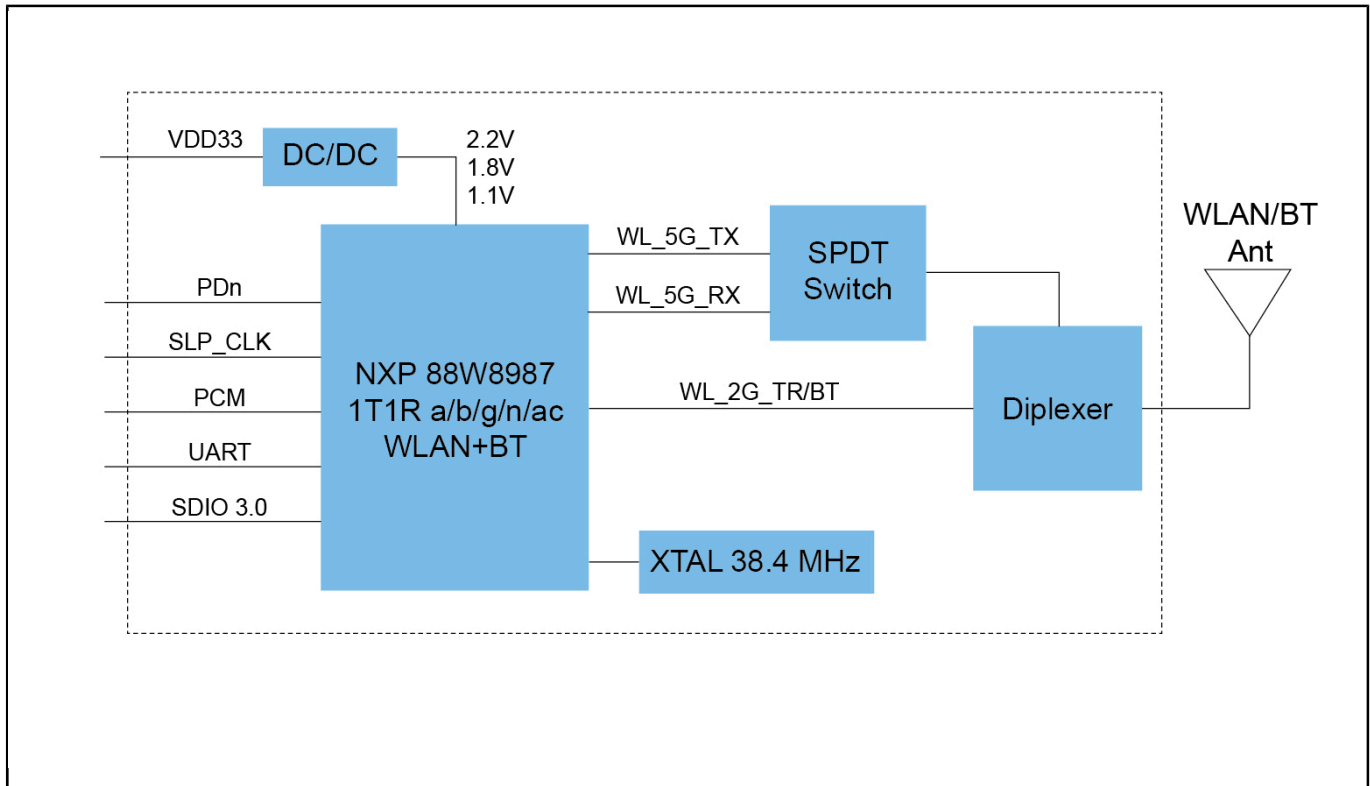 VDD33
DC/DC
2.2V
1.8V
1.1V
WLAN/BT
Ant
WL_5G_TX
SPDT
Switch
PDn
WL_5G_RX
SLP_CLK
NXP 88W8987
1T1R a/b/g/n/ac
WLAN+BT
PCM
WL_2G_TR/BT
Diplexer
UART
SDIO 3.0
XTAL 38.4 MHz